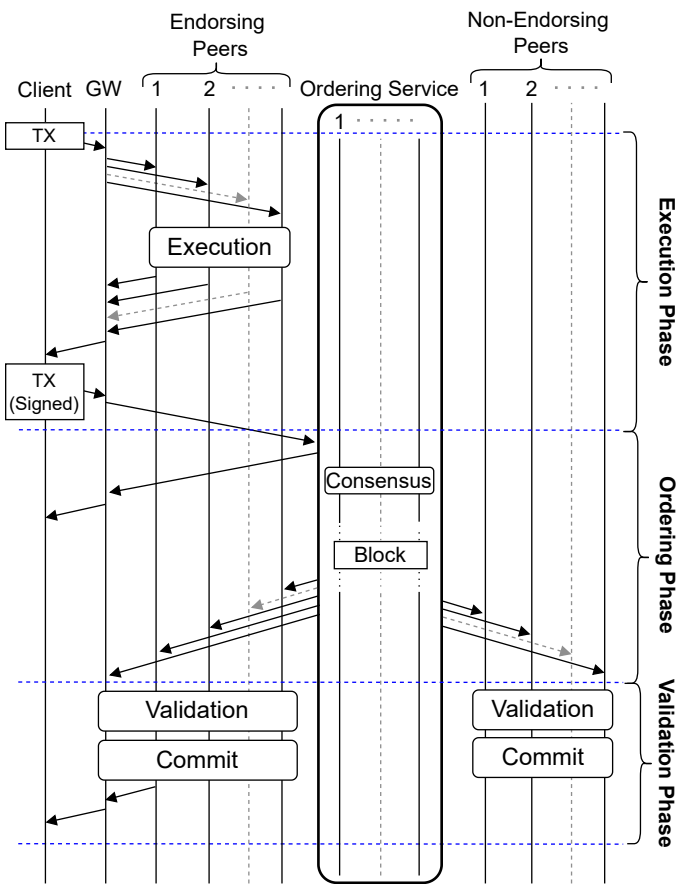 Endorsing
Peers
Non-Endorsing
Peers
Client GW 1 2 · · · · Ordering Service 1 2 · · · ·
1 · · · · ·
TX
Execution
Execution Phase
TX
(Signed)
Consensus
Block
Ordering Phase
Validation
Validation
Commit
Commit
Validation Phase